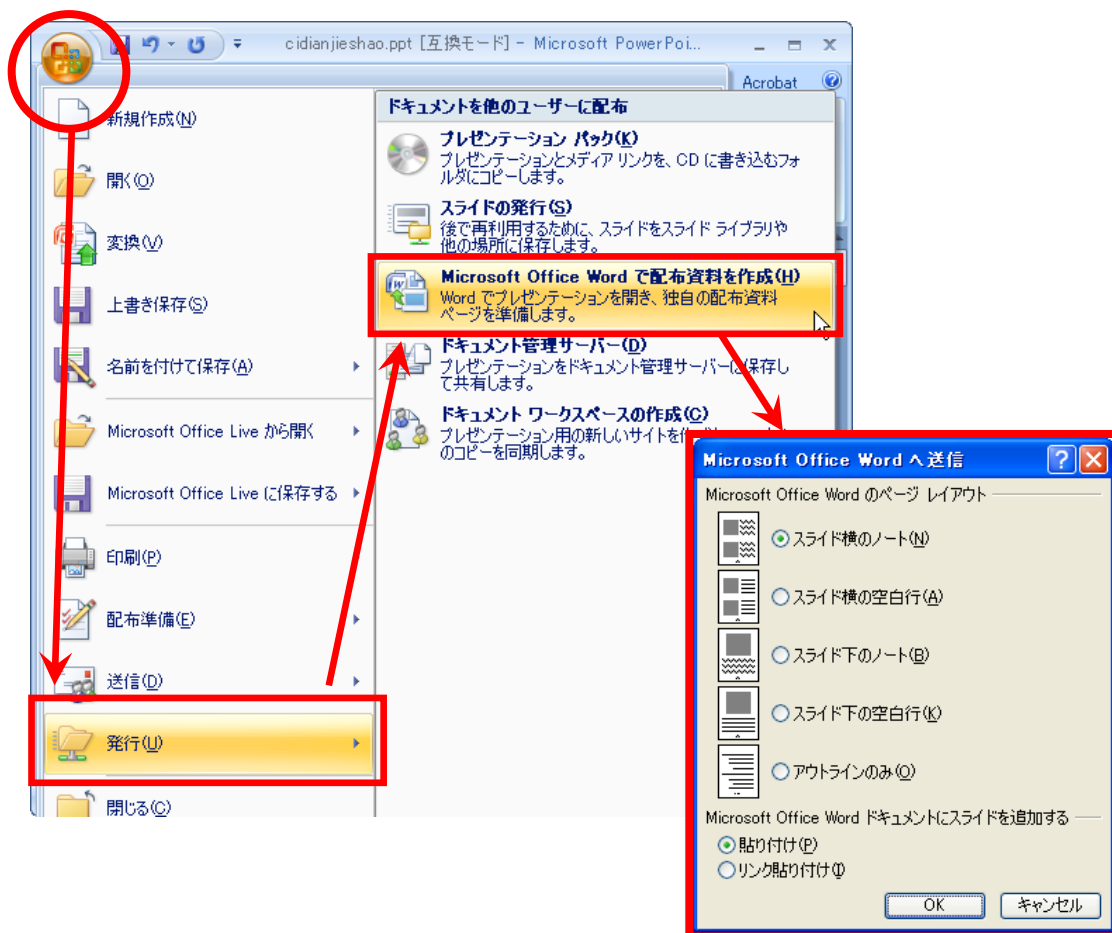 cidianjieshao.ppt [互換モード] - Microsoft PowerPoi...
Acrobat
新規作成(N)
開く(O)
変換(V)
上書き保存(S)
名前を付けて保存(A)
Microsoft Office Live から開く
Microsoft Office Live に保存する
印刷(P)
配布準備(E)
送信(D)
発行(U)
閉じる(C)
ドキュメントを他のユーザーに配布
プレゼンテーション パック(K)
プレゼンテーションとメディア リンクを、CD に書き込むフォ
ルダにコピーします。
スライドの発行(S)
後で再利用するために、スライドをスライド ライブラリや
他の場所に保存します。
Microsoft Office Word で配布資料を作成(H)
Word でプレゼンテーションを開き、独自の配布資料
ページを準備します。
ドキュメント管理サーバー(D)
プレゼンテーションをドキュメント管理サーバーに保存し
て共有します。
ドキュメント ワークスペースの作成(C)
プレゼンテーション用の新しいサイトを
のコピーを同期します。
Microsoft Office Word へ送信
Microsoft Office Word のページ レイアウト
スライド横のノート(N)
スライド横の空白行(A)
スライド下のノート(B)
スライド下の空白行(K)
アウトラインのみ(O)
Microsoft Office Word ドキュメントにスライドを追加する
貼り付け(P)
リンク貼り付け(I)
OK
キャンセル